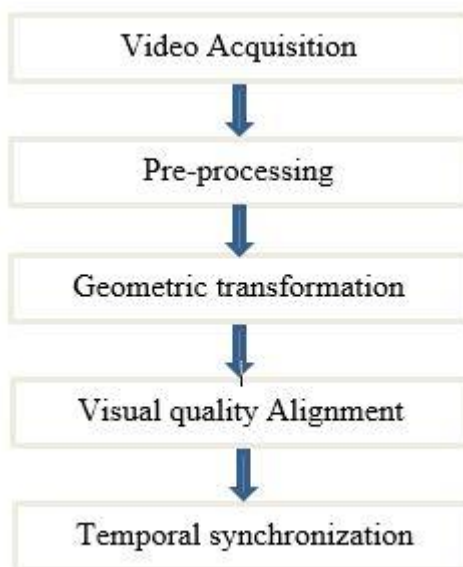 Video Acquisition
Pre-processing
Geometric transformation
Visual quality Alignment
Temporal synchronization